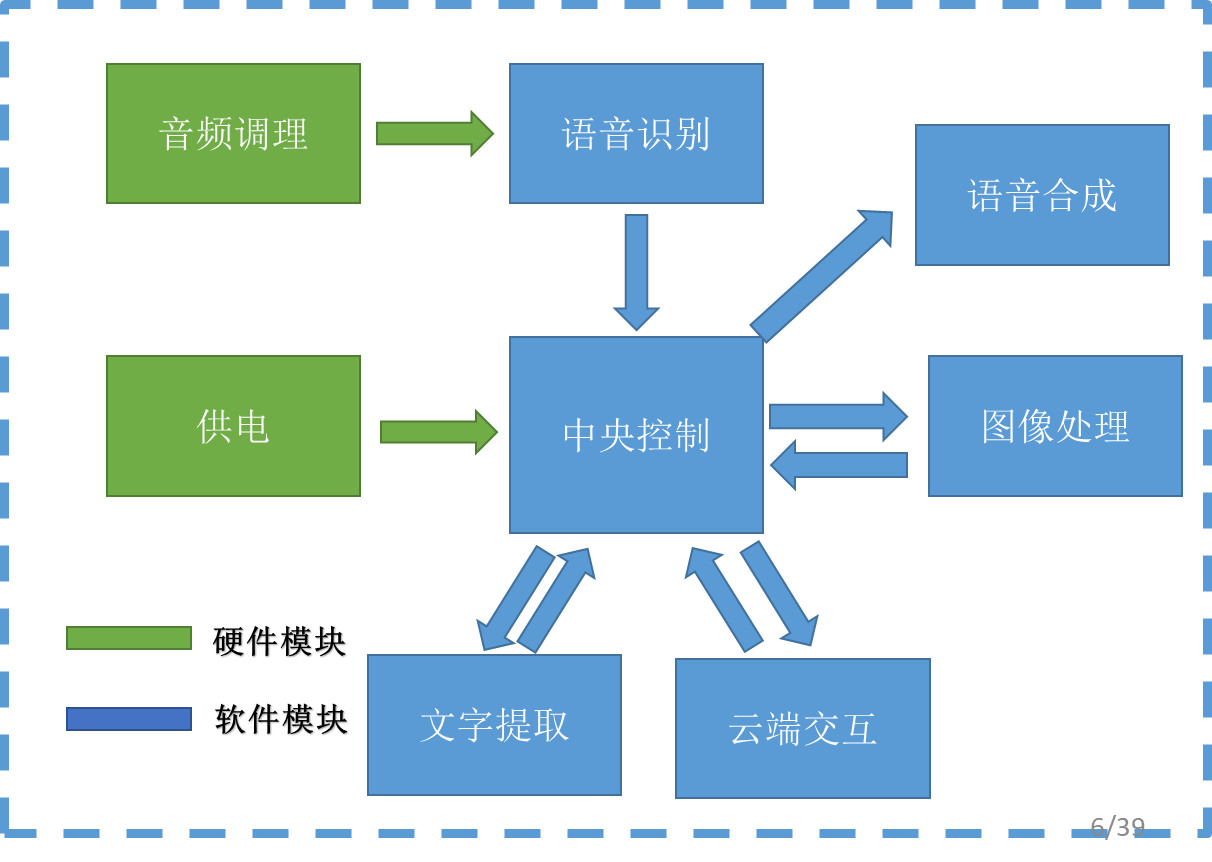 音频调理
语音识别
语音合成
供电
中央控制
图像处理
硬件模块
软件模块
文字提取
云端交互
6/39